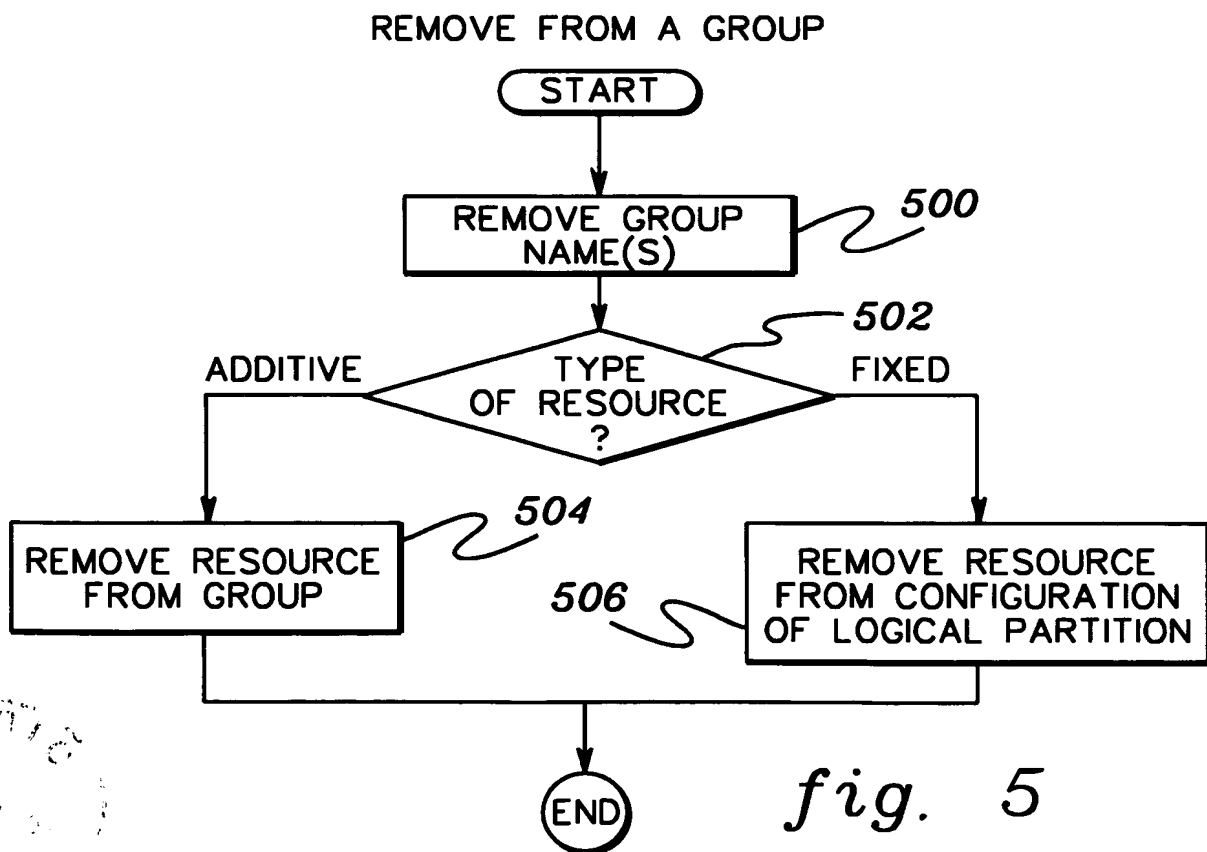 REMOVE FROM A GROUP
START
REMOVE GROUP
NAME(S)
500
502
ADDITIVE
TYPE
OF RESOURCE
?
FIXED
504
REMOVE RESOURCE
FROM GROUP
506
REMOVE RESOURCE
FROM CONFIGURATION
OF LOGICAL PARTITION
END
fig. 5